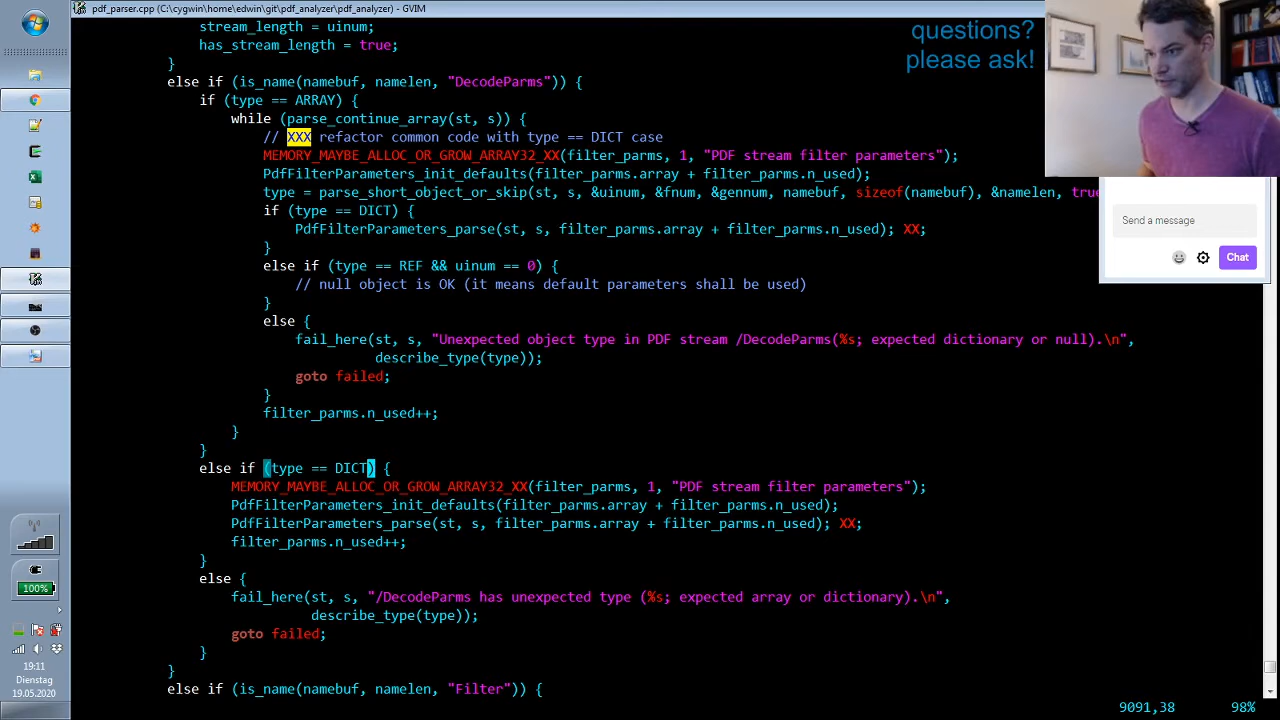 pdf_parser.cpp (C:\cygwin\home\edwin\git\pdf_analyzer\pdf_analyzer) - GVIM
stream_length = uinum;
has_stream_length = true;
}
else if (is_name(namebuf, namelen, "DecodeParms")) {
if (type == ARRAY) {
while (parse_continue_array(st, s)) {
// XXX refactor common code with type == DICT case
MEMORY_MAYBE_ALLOC_OR_GROW_ARRAY32_XX(filter_parms, 1, "PDF stream filter parameters");
PdfFilterParameters_init_defaults(filter_parms.array + filter_parms.n_used);
type = parse_short_object_or_skip(st, s, &uinum, &fnum, &gennum, namebuf, sizeof(namebuf), &namelen, true
if (type == DICT) {
PdfFilterParameters_parse(st, s, filter_parms.array + filter_parms.n_used); XX;
}
else if (type == REF && uinum == 0) {
// null object is OK (it means default parameters shall be used)
}
else {
fail_here(st, s, "Unexpected object type in PDF stream /DecodeParms(%s; expected dictionary or null).\n",
describe_type(type));
goto failed;
}
filter_parms.n_used++;
}
}
else if (type == DICT) {
MEMORY_MAYBE_ALLOC_OR_GROW_ARRAY32_XX(filter_parms, 1, "PDF stream filter parameters");
PdfFilterParameters_init_defaults(filter_parms.array + filter_parms.n_used);
PdfFilterParameters_parse(st, s, filter_parms.array + filter_parms.n_used); XX;
filter_parms.n_used++;
}
else {
fail_here(st, s, "/DecodeParms has unexpected type (%s; expected array or dictionary).\n",
describe_type(type));
goto failed;
}
}
else if (is_name(namebuf, namelen, "Filter")) {
9091,38 98%
questions?
please ask!
Send a message
Chat
100%
19:11
Dienstag
19.05.2020